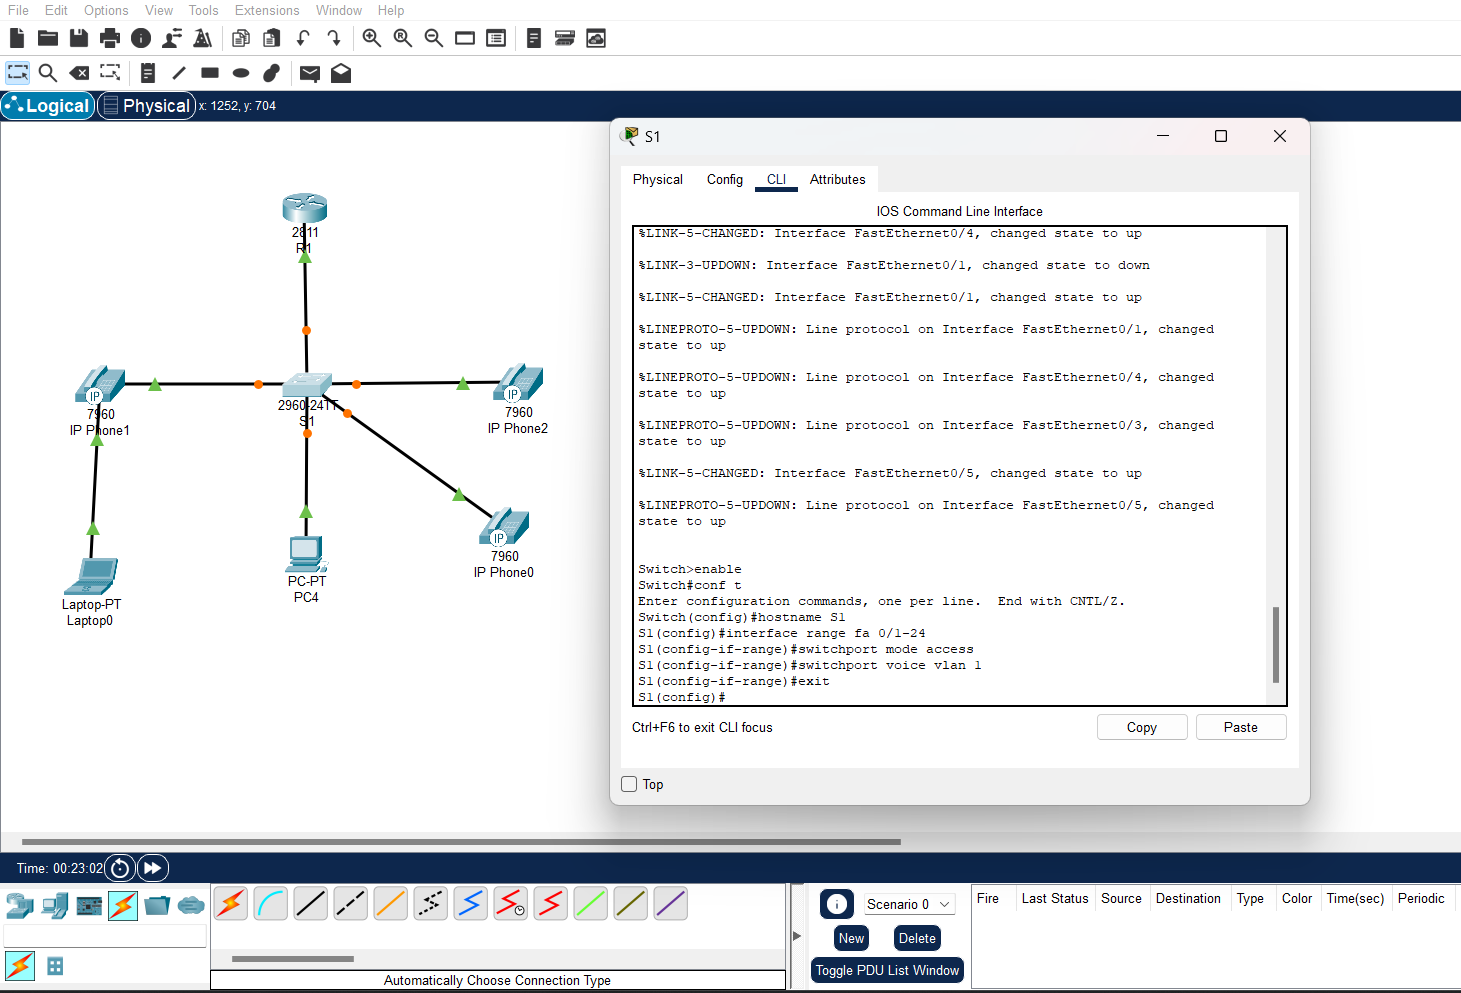 File Edit Options View Tools Extensions Window Help
Logical Physical x: 1252, y: 704
2811
R1
IP
7960
IP Phone1
2960-24TT
S1
IP
7960
IP Phone2
IP
7960
IP Phone0
PC-PT
PC4
Laptop-PT
Laptop0
S1
Physical Config CLI Attributes
IOS Command Line Interface
%LINK-5-CHANGED: Interface FastEthernet0/4, changed state to up
%LINK-3-UPDOWN: Interface FastEthernet0/1, changed state to down
%LINK-5-CHANGED: Interface FastEthernet0/1, changed state to up
%LINEPROTO-5-UPDOWN: Line protocol on Interface FastEthernet0/1, changed
state to up
%LINEPROTO-5-UPDOWN: Line protocol on Interface FastEthernet0/4, changed
state to up
%LINEPROTO-5-UPDOWN: Line protocol on Interface FastEthernet0/3, changed
state to up
%LINK-5-CHANGED: Interface FastEthernet0/5, changed state to up
%LINEPROTO-5-UPDOWN: Line protocol on Interface FastEthernet0/5, changed
state to up
Switch>enable
Switch#conf t
Enter configuration commands, one per line.  End with CNTL/Z.
Switch(config)#hostname S1
S1(config)#interface range fa 0/1-24
S1(config-if-range)#switchport mode access
S1(config-if-range)#switchport voice vlan 1
S1(config-if-range)#exit
S1(config)#
Ctrl+F6 to exit CLI focus
Copy Paste
Top
Time: 00:23:02
Scenario 0
New Delete
Toggle PDU List Window
Fire Last Status Source Destination Type Color Time(sec) Periodic
Automatically Choose Connection Type